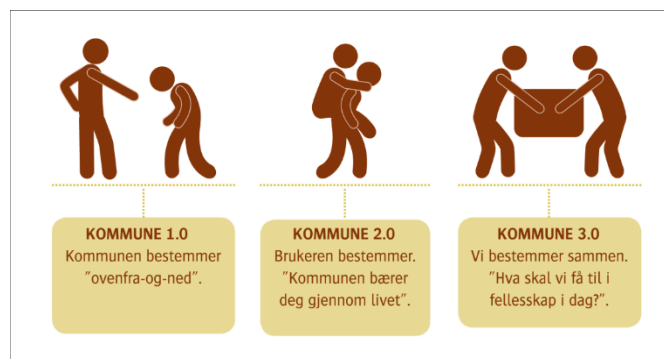 KOMMUNE 1.0
Kommunen bestemmer
"ovenfra-og-ned".
KOMMUNE 2.0
Brukeren bestemmer.
"Kommunen bærer
deg gjennom livet".
KOMMUNE 3.0
Vi bestemmer sammen.
"Hva skal vi få til i
fellesskap i dag?".